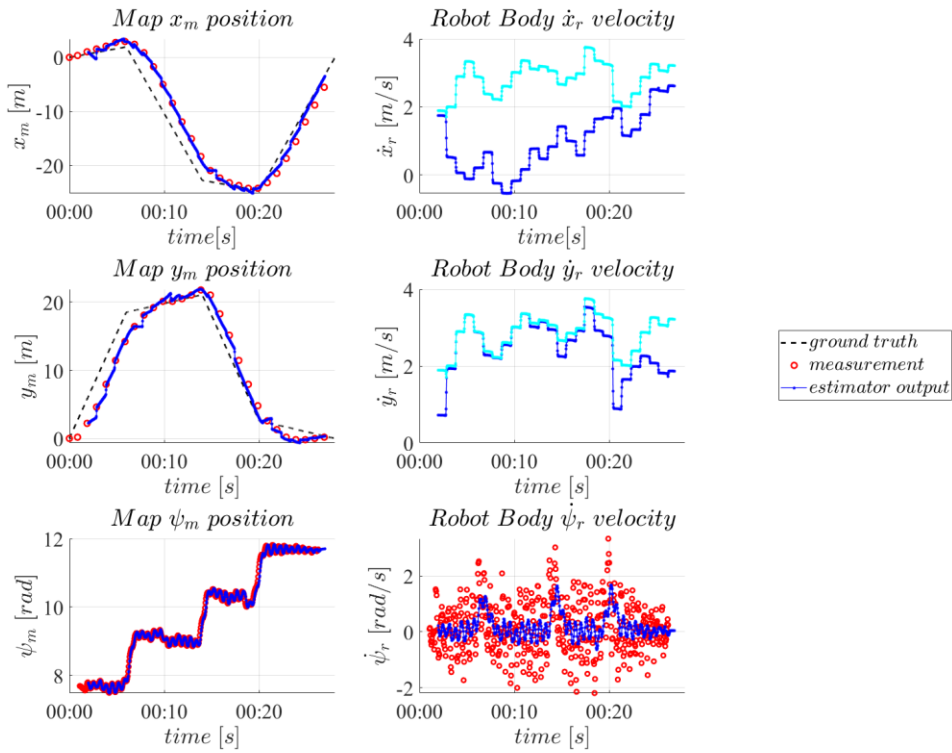 Map x_m position
x_m [m]
0
-10
-20
00:00 00:10 00:20
time[s]
Robot Body ẋ_r velocity
ẋ_r [m/s]
4
2
0
00:00 00:10 00:20
time[s]
Map y_m position
y_m [m]
20
10
0
00:00 00:10 00:20
time [s]
Robot Body ẏ_r velocity
ẏ_r [m/s]
4
2
0
00:00 00:10 00:20
time [s]
ground truth
measurement
estimator output
Map ψ_m position
ψ_m [rad]
12
10
8
00:00 00:10 00:20
time [s]
Robot Body ψ̇_r velocity
ψ̇_r [rad/s]
2
0
-2
00:00 00:10 00:20
time [s]